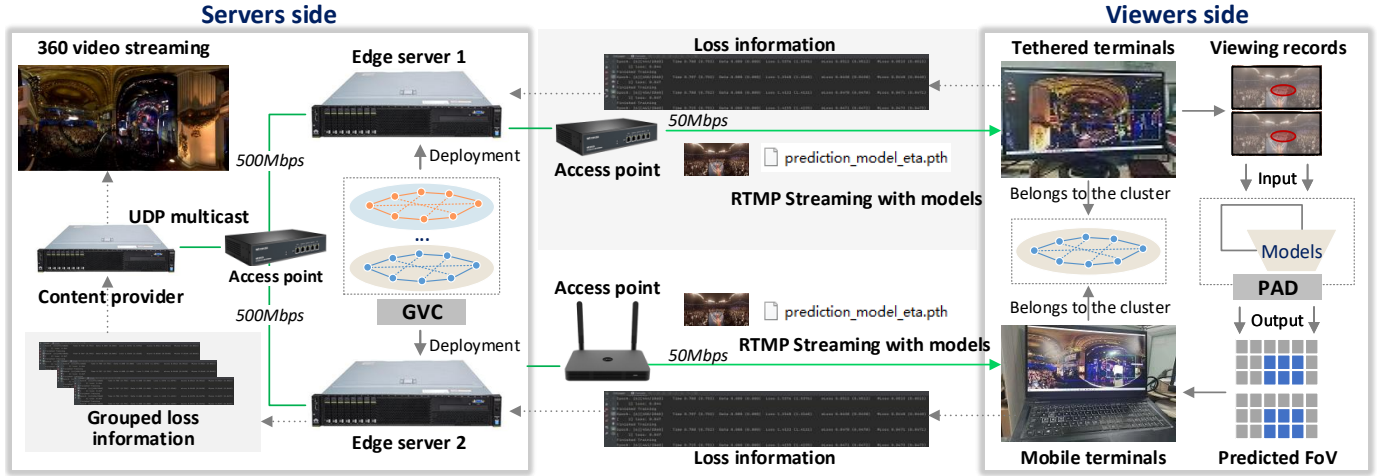 Servers side
Viewers side
360 video streaming
Edge server 1
Loss information
Tethered terminals
Viewing records
500Mbps
Deployment
50Mbps
Access point
prediction_model_eta.pth
RTMP Streaming with models
Belongs to the cluster
Input
UDP multicast
...
Access point
Content provider
Models
PAD
GVC
Access point
prediction_model_eta.pth
RTMP Streaming with models
50Mbps
Belongs to the cluster
Output
500Mbps
Deployment
Grouped loss
information
Edge server 2
Loss information
Mobile terminals
Predicted FoV